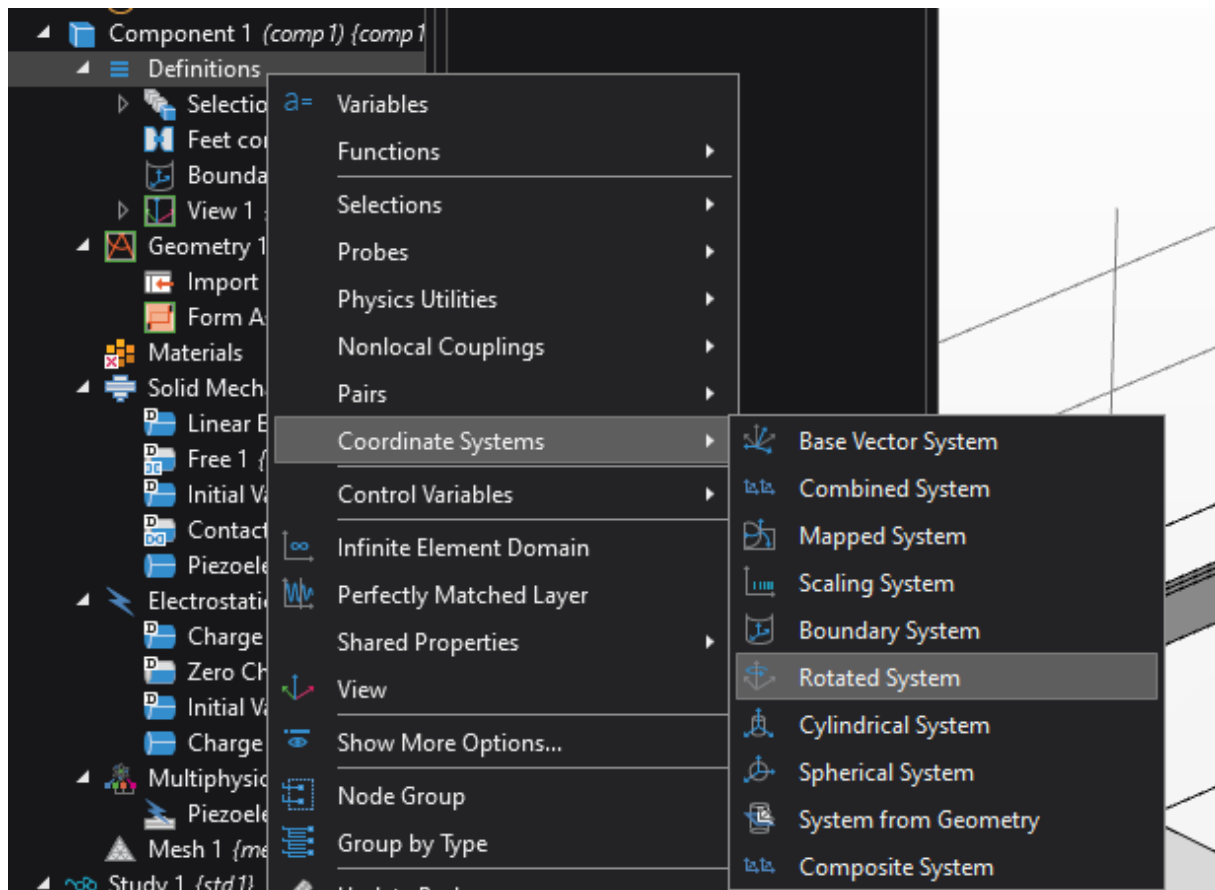 Component 1 (comp1) {comp1
Definitions
Selectio
Feet cor
Bounda
View 1
Geometry 1
Import
Form As
Materials
Solid Mech
Linear E
Free 1 {
Initial Va
Contact
Piezoele
Electrostatic
Charge
Zero Ch
Initial Va
Charge
Multiphysic
Piezoele
Mesh 1 {me
Study 1 {std1}
a= Variables
Functions
Selections
Probes
Physics Utilities
Nonlocal Couplings
Pairs
Coordinate Systems
Control Variables
Infinite Element Domain
Perfectly Matched Layer
Shared Properties
View
Show More Options...
Node Group
Group by Type
Base Vector System
Combined System
Mapped System
Scaling System
Boundary System
Rotated System
Cylindrical System
Spherical System
System from Geometry
Composite System